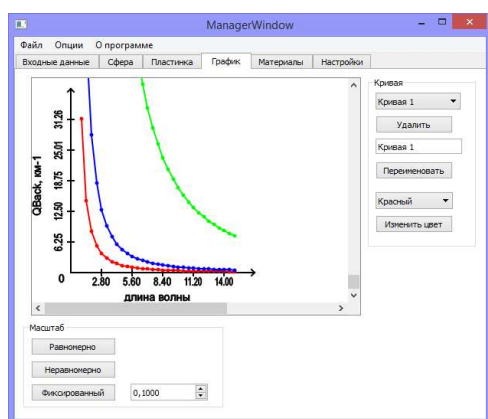 ManagerWindow
Файл Опции О программе
Входные данные Сфера Пластинка График Материалы Настройки
QBack, км-1
31.26
25.01
18.75
12.50
6.25
0
2.80 5.60 8.40 11.20 14.00
длина волны
Кривая
Кривая 1
Удалить
Кривая 1
Переименовать
Красный
Изменить цвет
Масштаб
Равномерно
Неравномерно
Фиксированный 0,1000